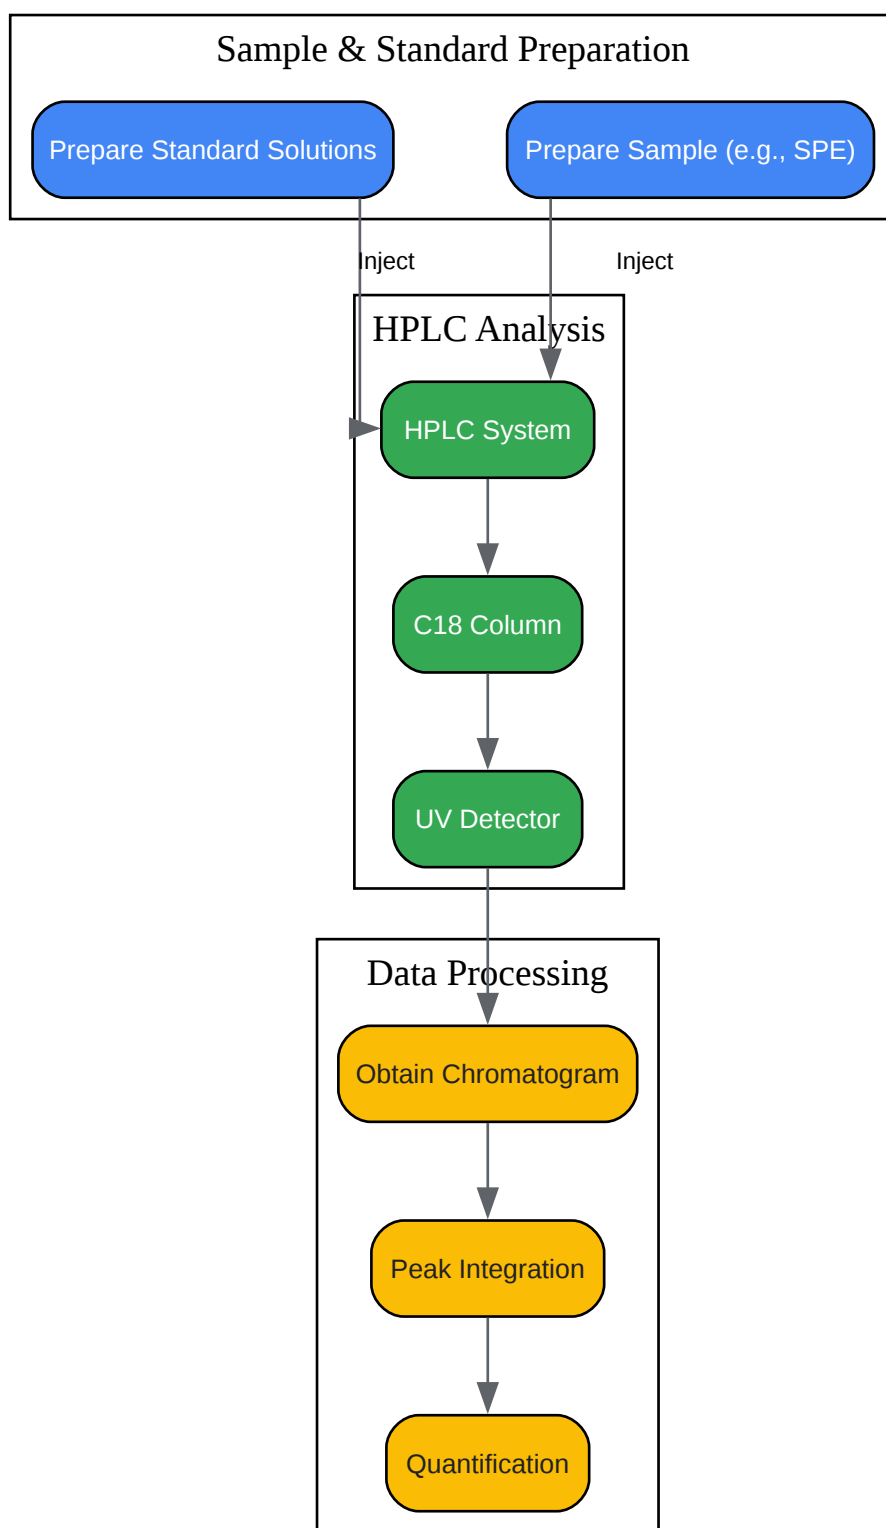 Sample & Standard Preparation
Prepare Standard Solutions
Prepare Sample (e.g., SPE)
Inject
Inject
HPLC Analysis
HPLC System
C18 Column
UV Detector
Data Processing
Obtain Chromatogram
Peak Integration
Quantification